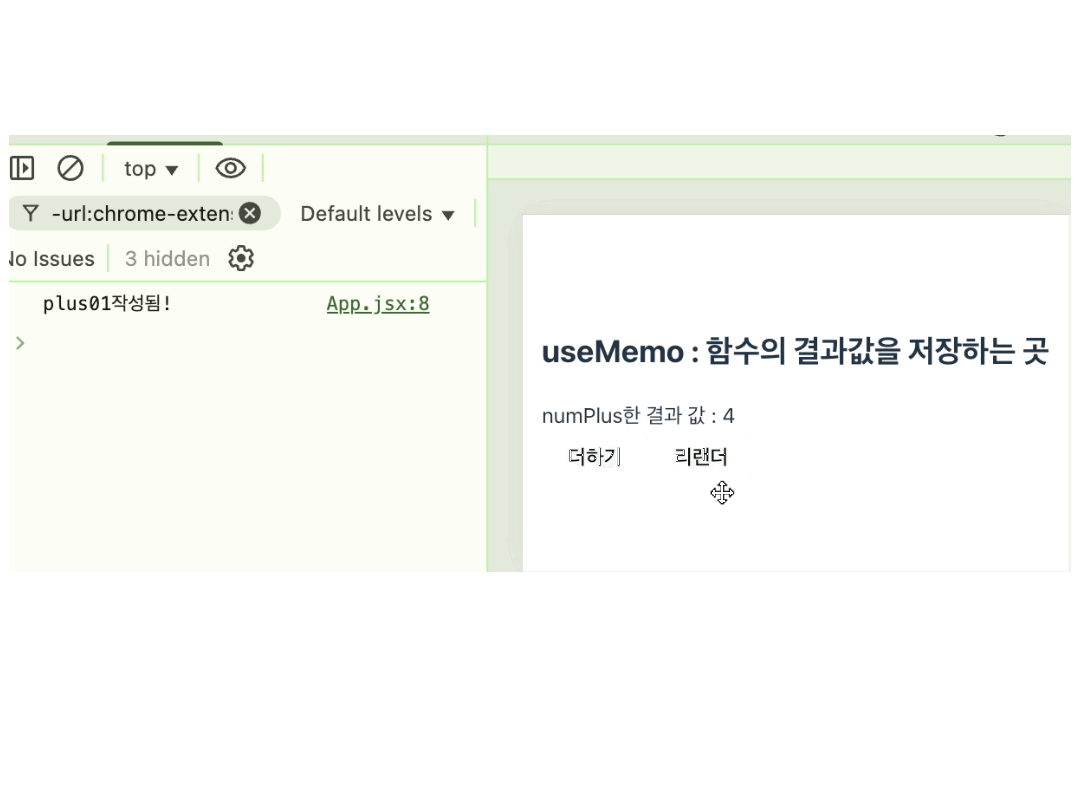 top
-url:chrome-exten
Default levels
No Issues
3 hidden
plus01작성됨!
App.jsx:8
useMemo : 함수의 결과값을 저장하는 곳
numPlus한 결과 값 : 4
더하기
리랜더